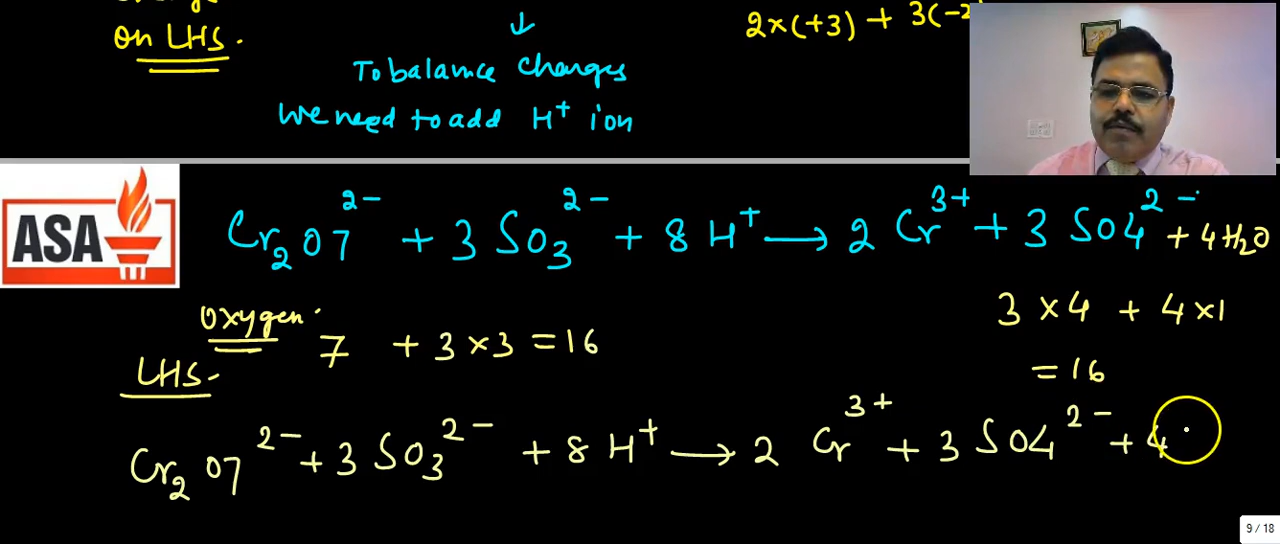 on LHS.
2×(+3) + 3(-2
↓
To balance charges
We need to add H⁺ ion
ASA
Cr₂O7²⁻ + 3 SO₃²⁻ + 8 H⁺ → 2 Cr³⁺ + 3 SO4²⁻ + 4H₂O
Oxygen.
LHS-
7 + 3×3 = 16
3 × 4 + 4×1
= 16
Cr₂O7²⁻ + 3 SO₃²⁻ + 8 H⁺ → 2 Cr³⁺ + 3 SO4²⁻ + 4
9 / 18